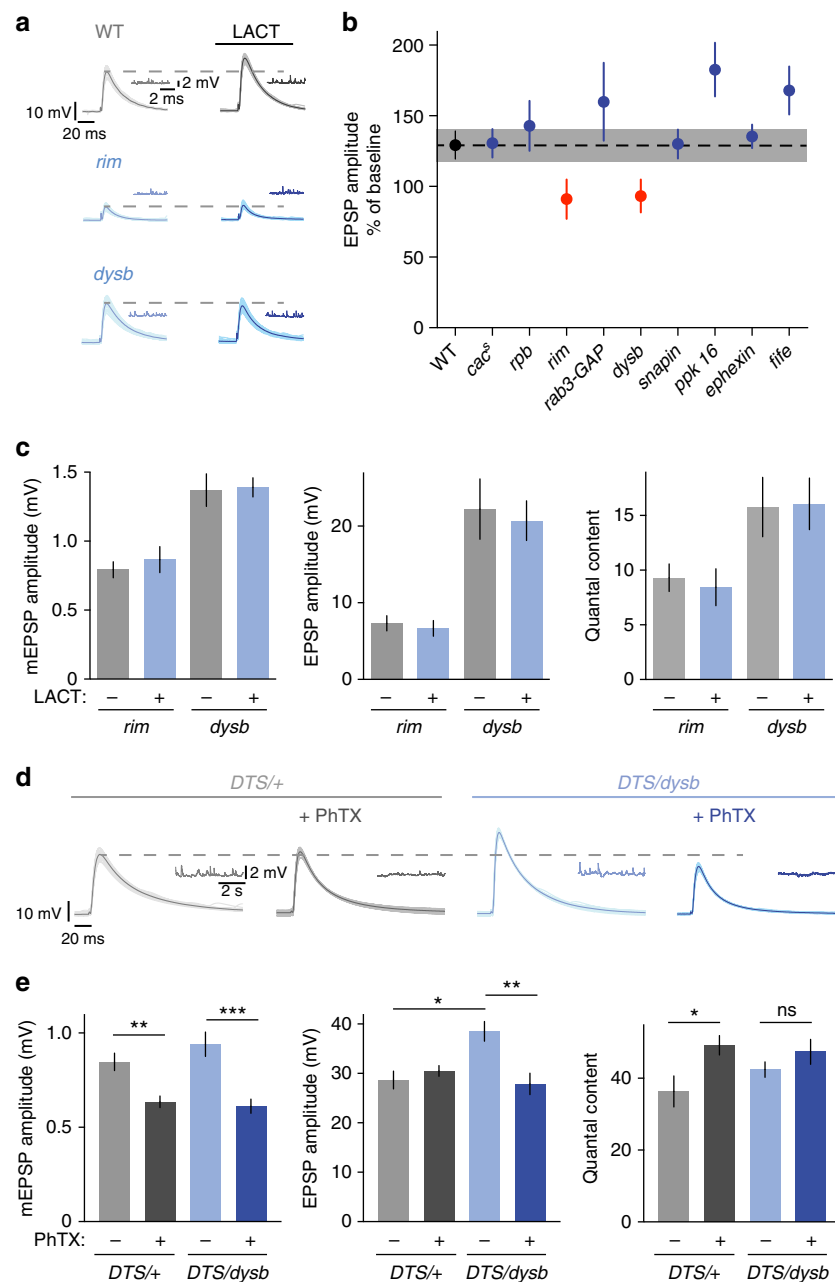 a
WT
LACT
2 mV
2 ms
10 mV
20 ms
rim
dysb
b
EPSP amplitude
% of baseline
200
150
100
50
0
WT
cacˢ
rpb
rim
rab3-GAP
dysb
snapin
ppk 16
ephexin
fife
c
mEPSP amplitude (mV)
1.5
1.0
0.5
0
LACT: – + – +
rim dysb
EPSP amplitude (mV)
20
10
0
– + – +
rim dysb
Quantal content
15
10
5
0
– + – +
rim dysb
d
DTS/+
DTS/dysb
+ PhTX
+ PhTX
2 mV
2 s
10 mV
20 ms
e
mEPSP amplitude (mV)
1.0
0.5
0
** ***
PhTX: – + – +
DTS/+ DTS/dysb
EPSP amplitude (mV)
40
30
20
10
0
* **
– + – +
DTS/+ DTS/dysb
Quantal content
40
20
0
* ns
– + – +
DTS/+ DTS/dysb